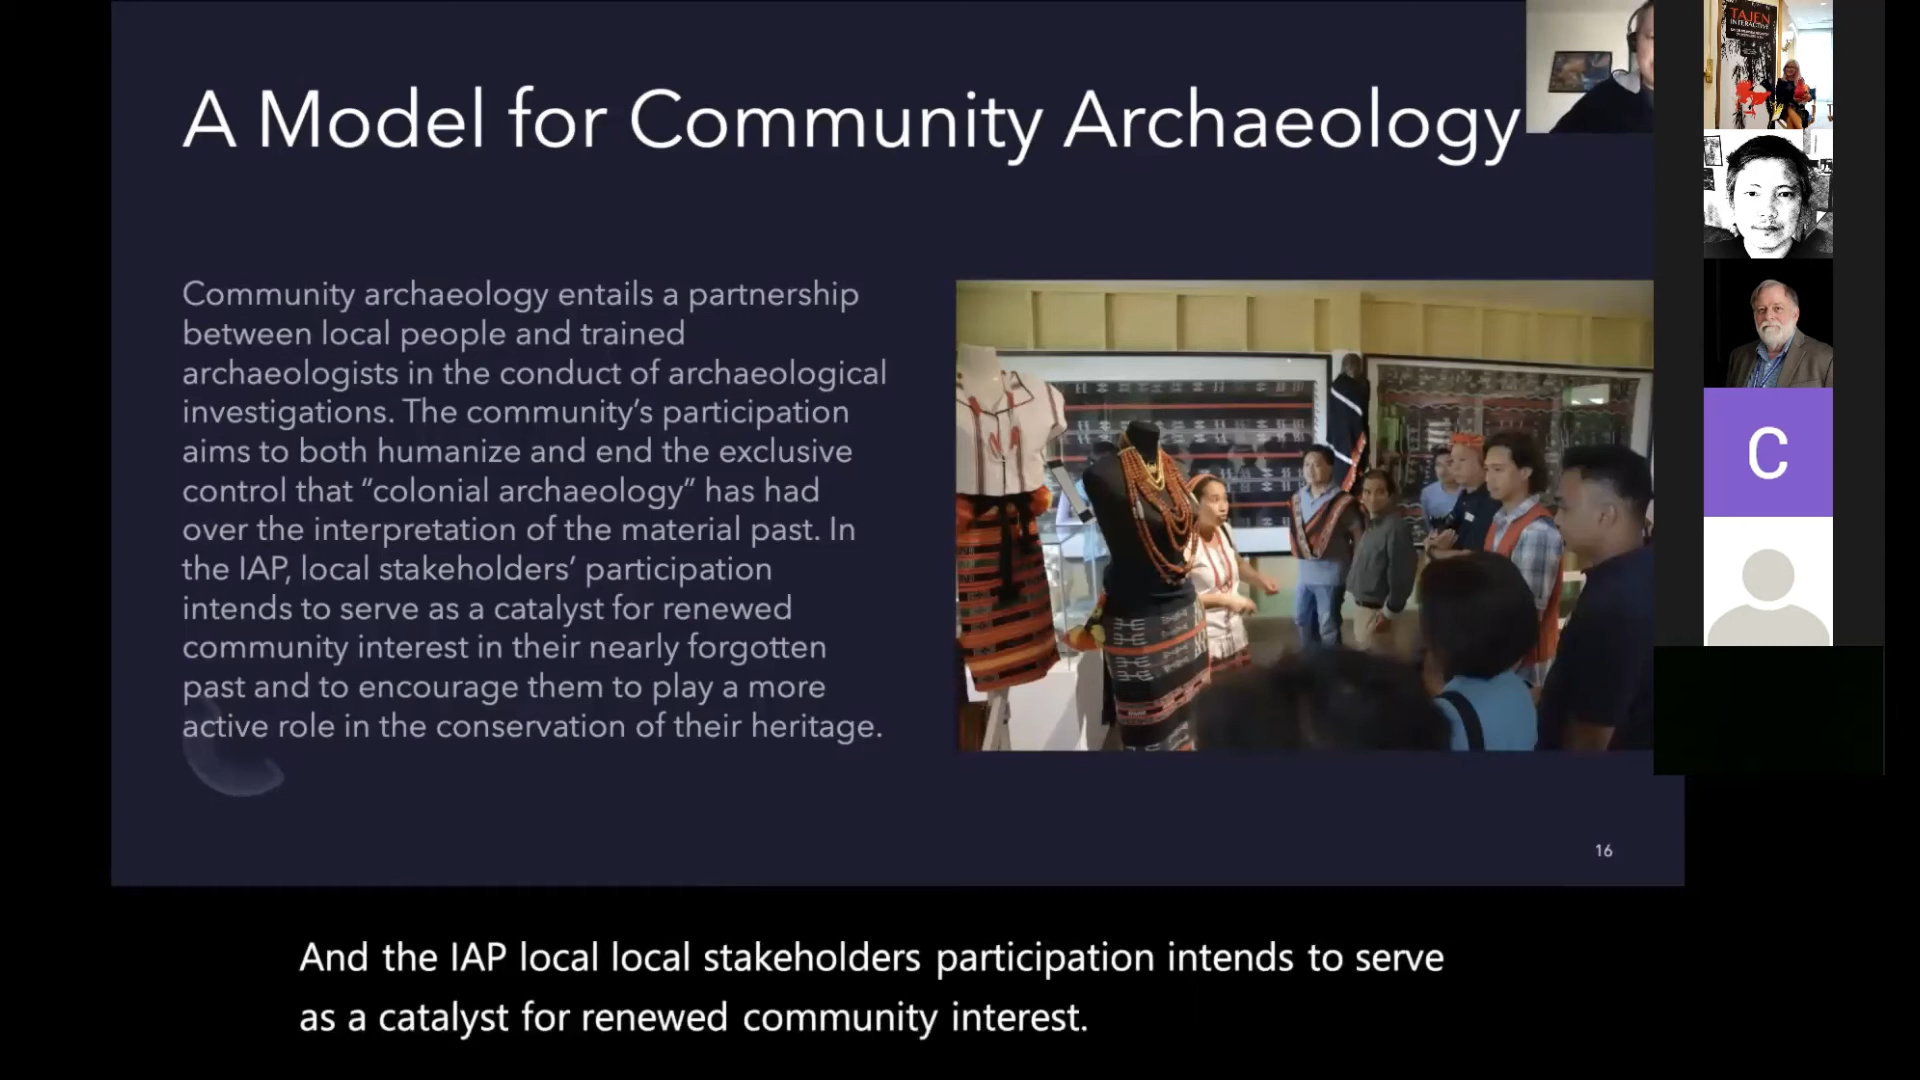 A Model for Community Archaeology
Community archaeology entails a partnership
between local people and trained
archaeologists in the conduct of archaeological
investigations. The community’s participation
aims to both humanize and end the exclusive
control that “colonial archaeology” has had
over the interpretation of the material past. In
the IAP, local stakeholders’ participation
intends to serve as a catalyst for renewed
community interest in their nearly forgotten
past and to encourage them to play a more
active role in the conservation of their heritage.
16
TAJEN
INTERACTIVE
C
And the IAP local local stakeholders participation intends to serve
as a catalyst for renewed community interest.